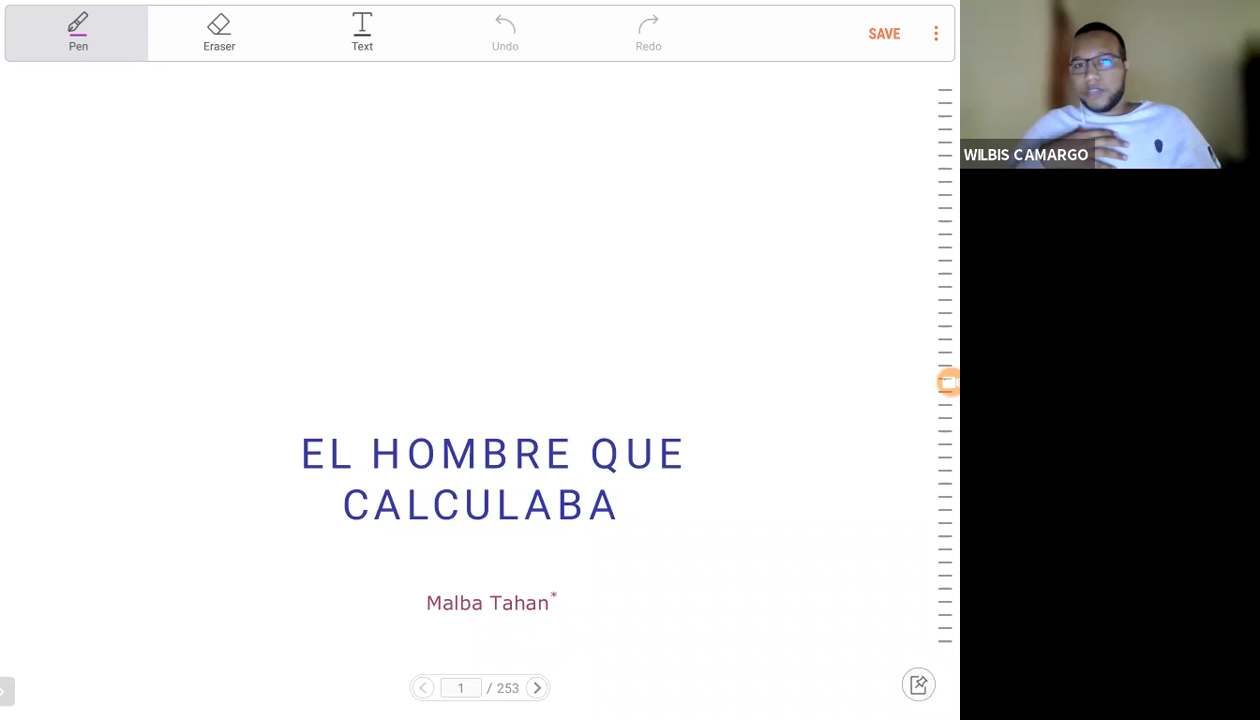 Pen
Eraser
Text
Undo
Redo
SAVE
WILBIS CAMARGO
EL HOMBRE QUE
CALCULABA
Malba Tahan*
1 / 253